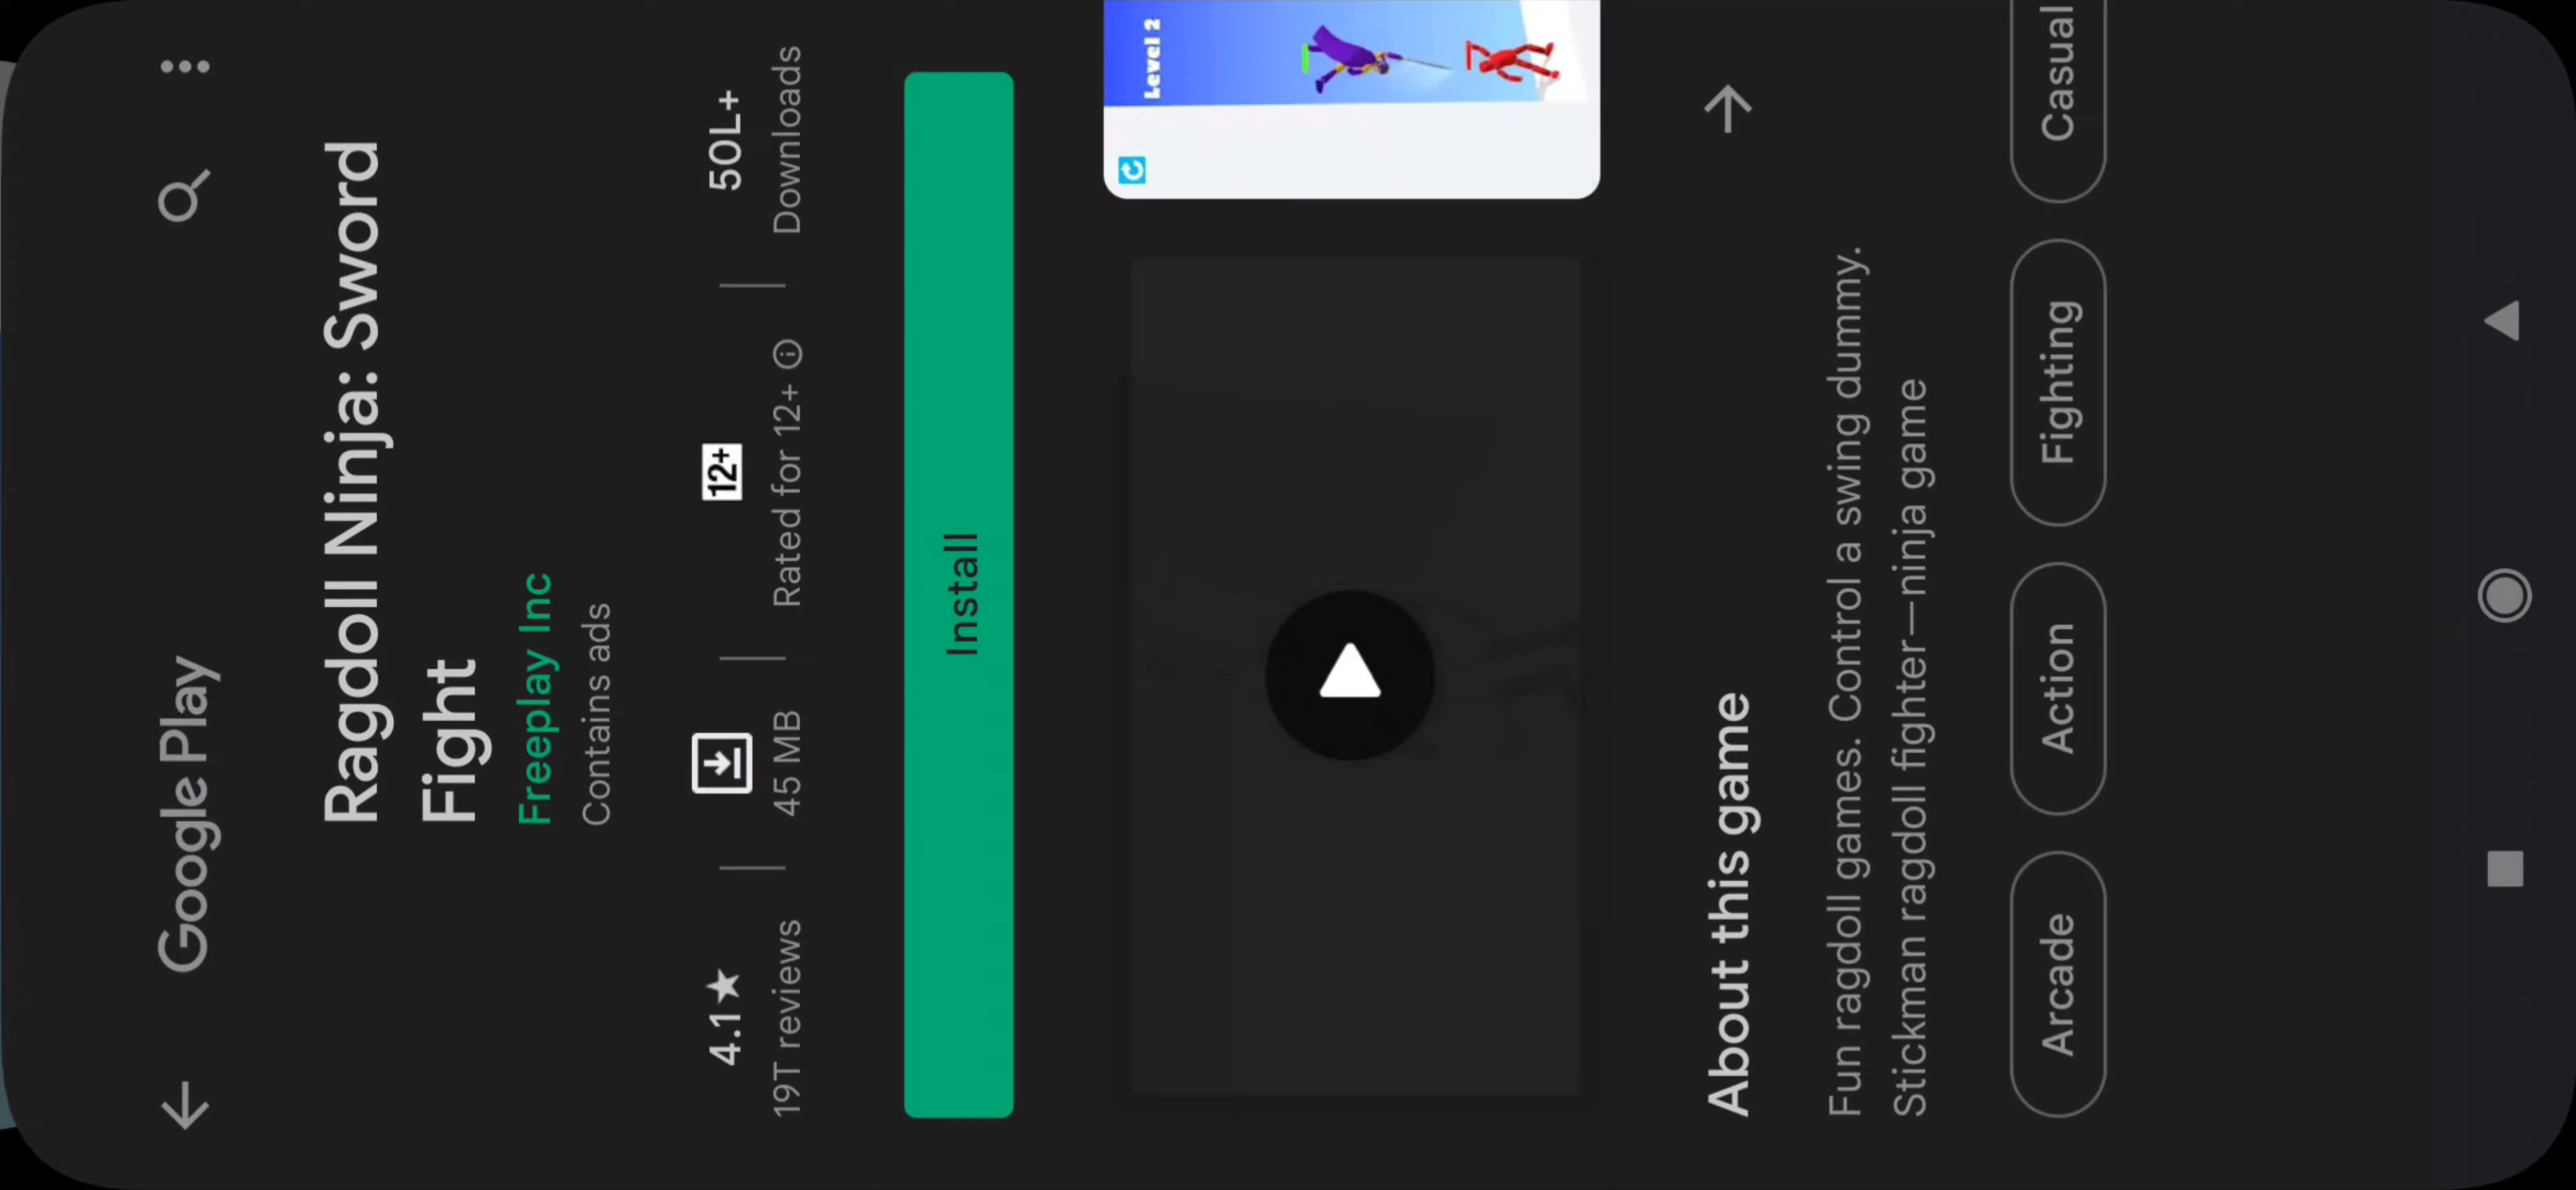 Google Play
Ragdoll Ninja: Sword
Fight
Freeplay Inc
Contains ads
4.1★
19T reviews
45 MB
12+
Rated for 12+
50L+
Downloads
Install
Level 2
About this game
Fun ragdoll games. Control a swing dummy.
Stickman ragdoll fighter—ninja game
Arcade
Action
Fighting
Casual